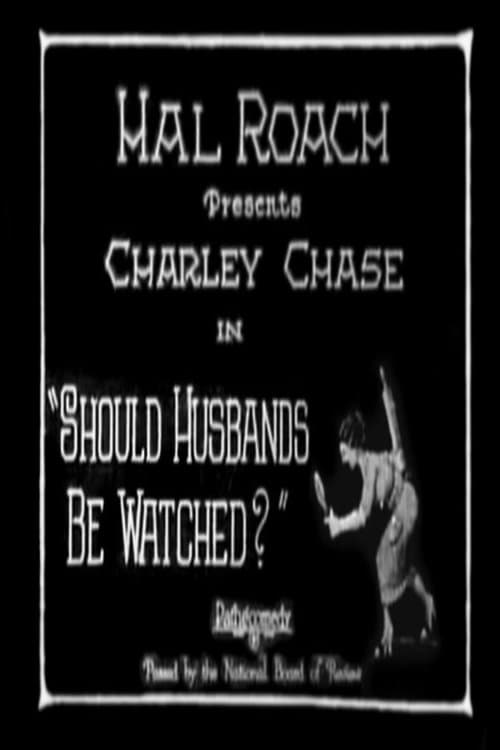 HAL ROACH
Presents
CHARLEY CHASE
IN
"SHOULD HUSBANDS
BE WATCHED?"
Pathécomedy
Passed by the National Board of Review